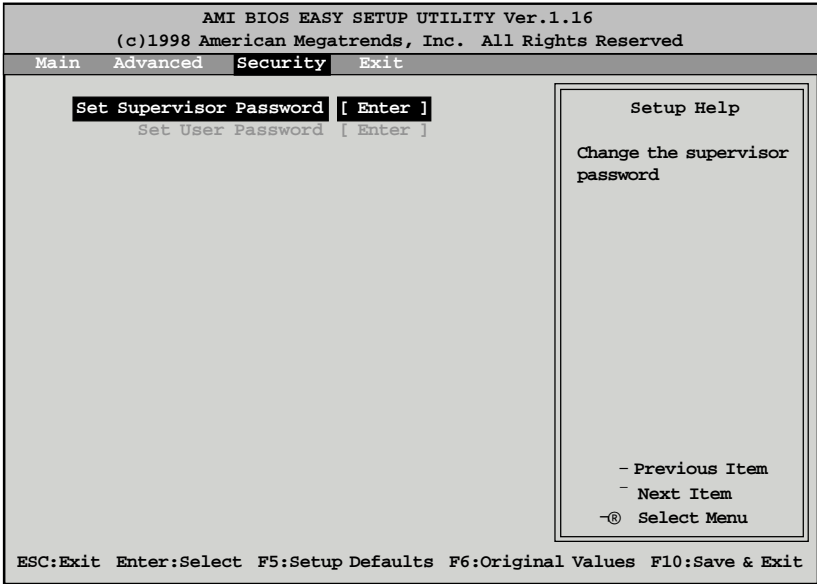 AMI BIOS EASY SETUP UTILITY Ver.1.16
(c)1998 American Megatrends, Inc. All Rights Reserved
Main Advanced Security Exit
Set Supervisor Password [ Enter ]
Set User Password [ Enter ]
Setup Help
Change the supervisor
password
– Previous Item
¯ Next Item
¬® Select Menu
ESC:Exit Enter:Select F5:Setup Defaults F6:Original Values F10:Save & Exit